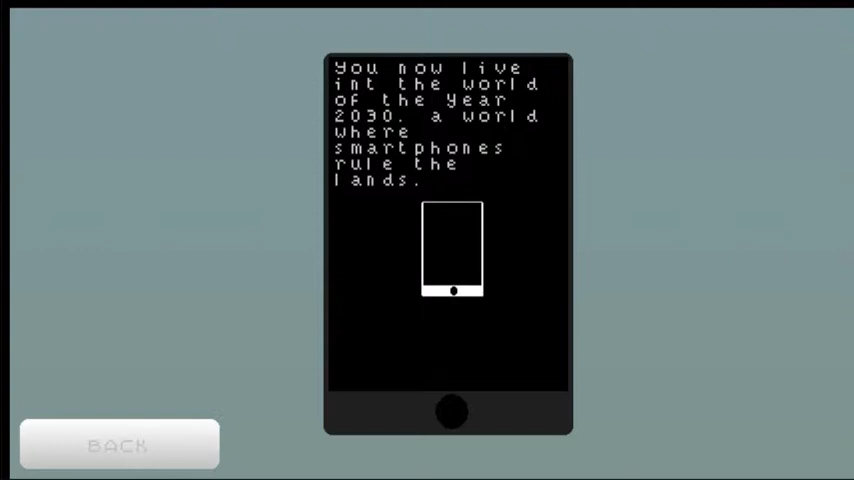 You now live
int the world
of the year
2030. a world
where
smartphones
rule the
lands.
BACK